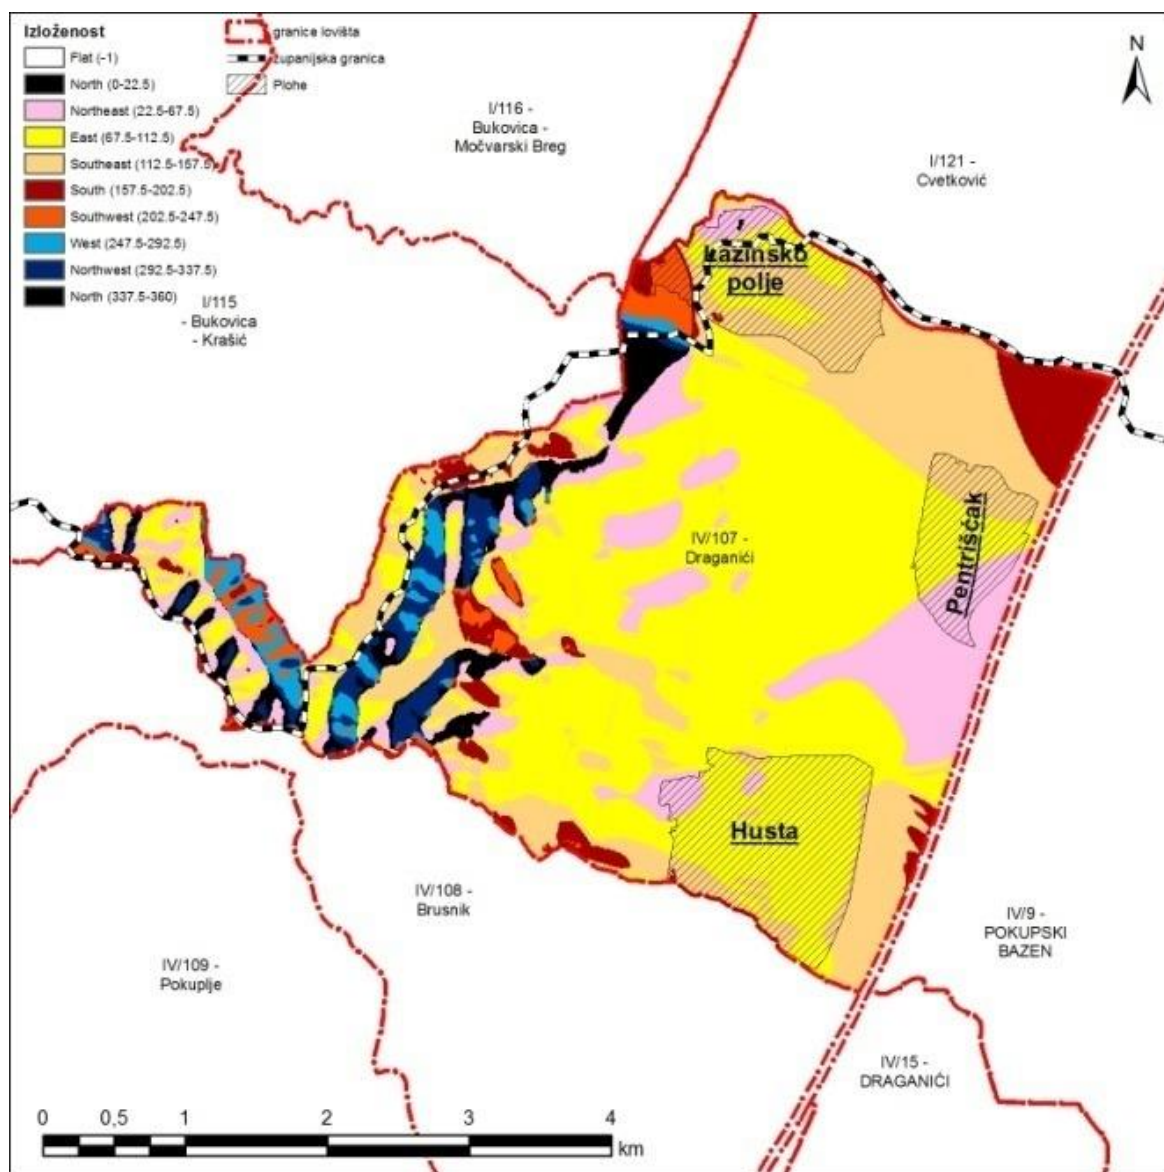 Izloženost
Flat (-1)
North (0-22.5)
Northeast (22.5-67.5)
East (67.5-112.5)
Southeast (112.5-157.5)
South (157.5-202.5)
Southwest (202.5-247.5)
West (247.5-292.5)
Northwest (292.5-337.5)
North (337.5-360)
granice lovišta
županijska granica
Plohe
N
I/116 -
Bukovica -
Močvarski Breg
I/121 -
Cvetković
I/115
- Bukovica
- Krašić
Lazinsko
polje
IV/107 -
Draganići
Pentrišćak
Husta
IV/108 -
Brusnik
IV/109 -
Pokuplje
IV/9 -
POKUPSKI
BAZEN
IV/15 -
DRAGANIĆI
0 0,5 1 2 3 4
km